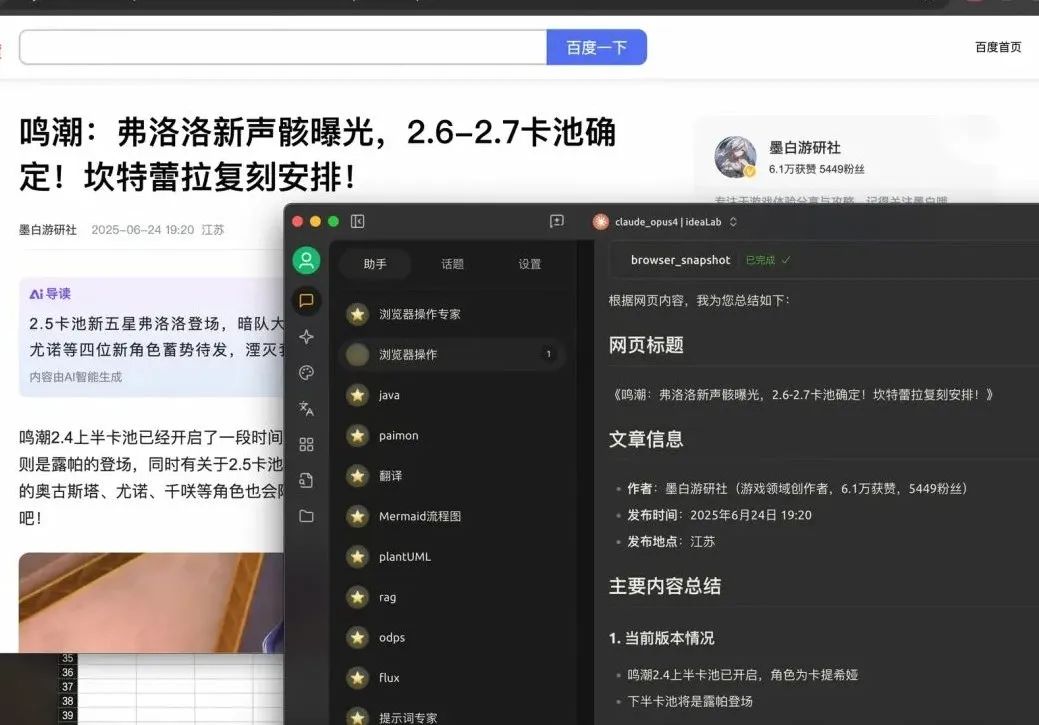 百度一下
百度首页
鸣潮：弗洛洛新声骸曝光，2.6-2.7卡池确
定！坎特蕾拉复刻安排！
墨白游研社 2025-06-24 19:20 江苏
墨白游研社
6.1万获赞 5449粉丝
Ai导读
2.5卡池新五星弗洛洛登场，暗队大
尤诺等四位新角色蓄势待发，湮灭
内容由AI智能生成
鸣潮2.4上半卡池已经开启了一段时间
则是露帕的登场，同时有关于2.5卡池
的奥古斯塔、尤诺、千咲等角色也会
吧！
35
36
37
38
39
claude_opus4 | ideaLab
助手 话题 设置
浏览器操作专家
浏览器操作 1
java
paimon
翻译
Mermaid流程图
plantUML
rag
odps
flux
提示词专家
browser_snapshot 已完成
根据网页内容，我为您总结如下：
网页标题
《鸣潮：弗洛洛新声骸曝光，2.6-2.7卡池确定！坎特蕾拉复刻安排！》
文章信息
作者：墨白游研社（游戏领域创作者，6.1万获赞，5449粉丝）
发布时间：2025年6月24日 19:20
发布地点：江苏
主要内容总结
1. 当前版本情况
鸣潮2.4上半卡池已开启，角色为卡提希娅
下半卡池将是露帕登场